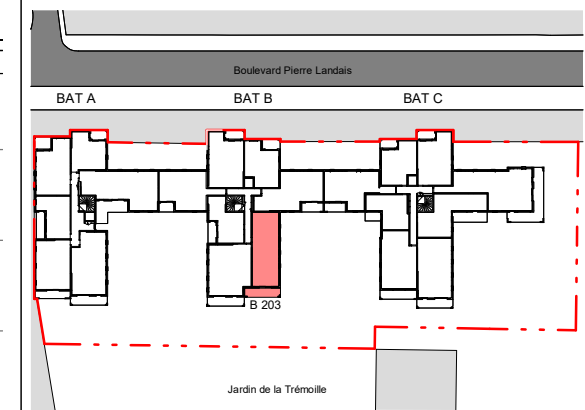 Boulevard Pierre Landais
BAT A
BAT B
BAT C
B 203
Jardin de la Trémoille